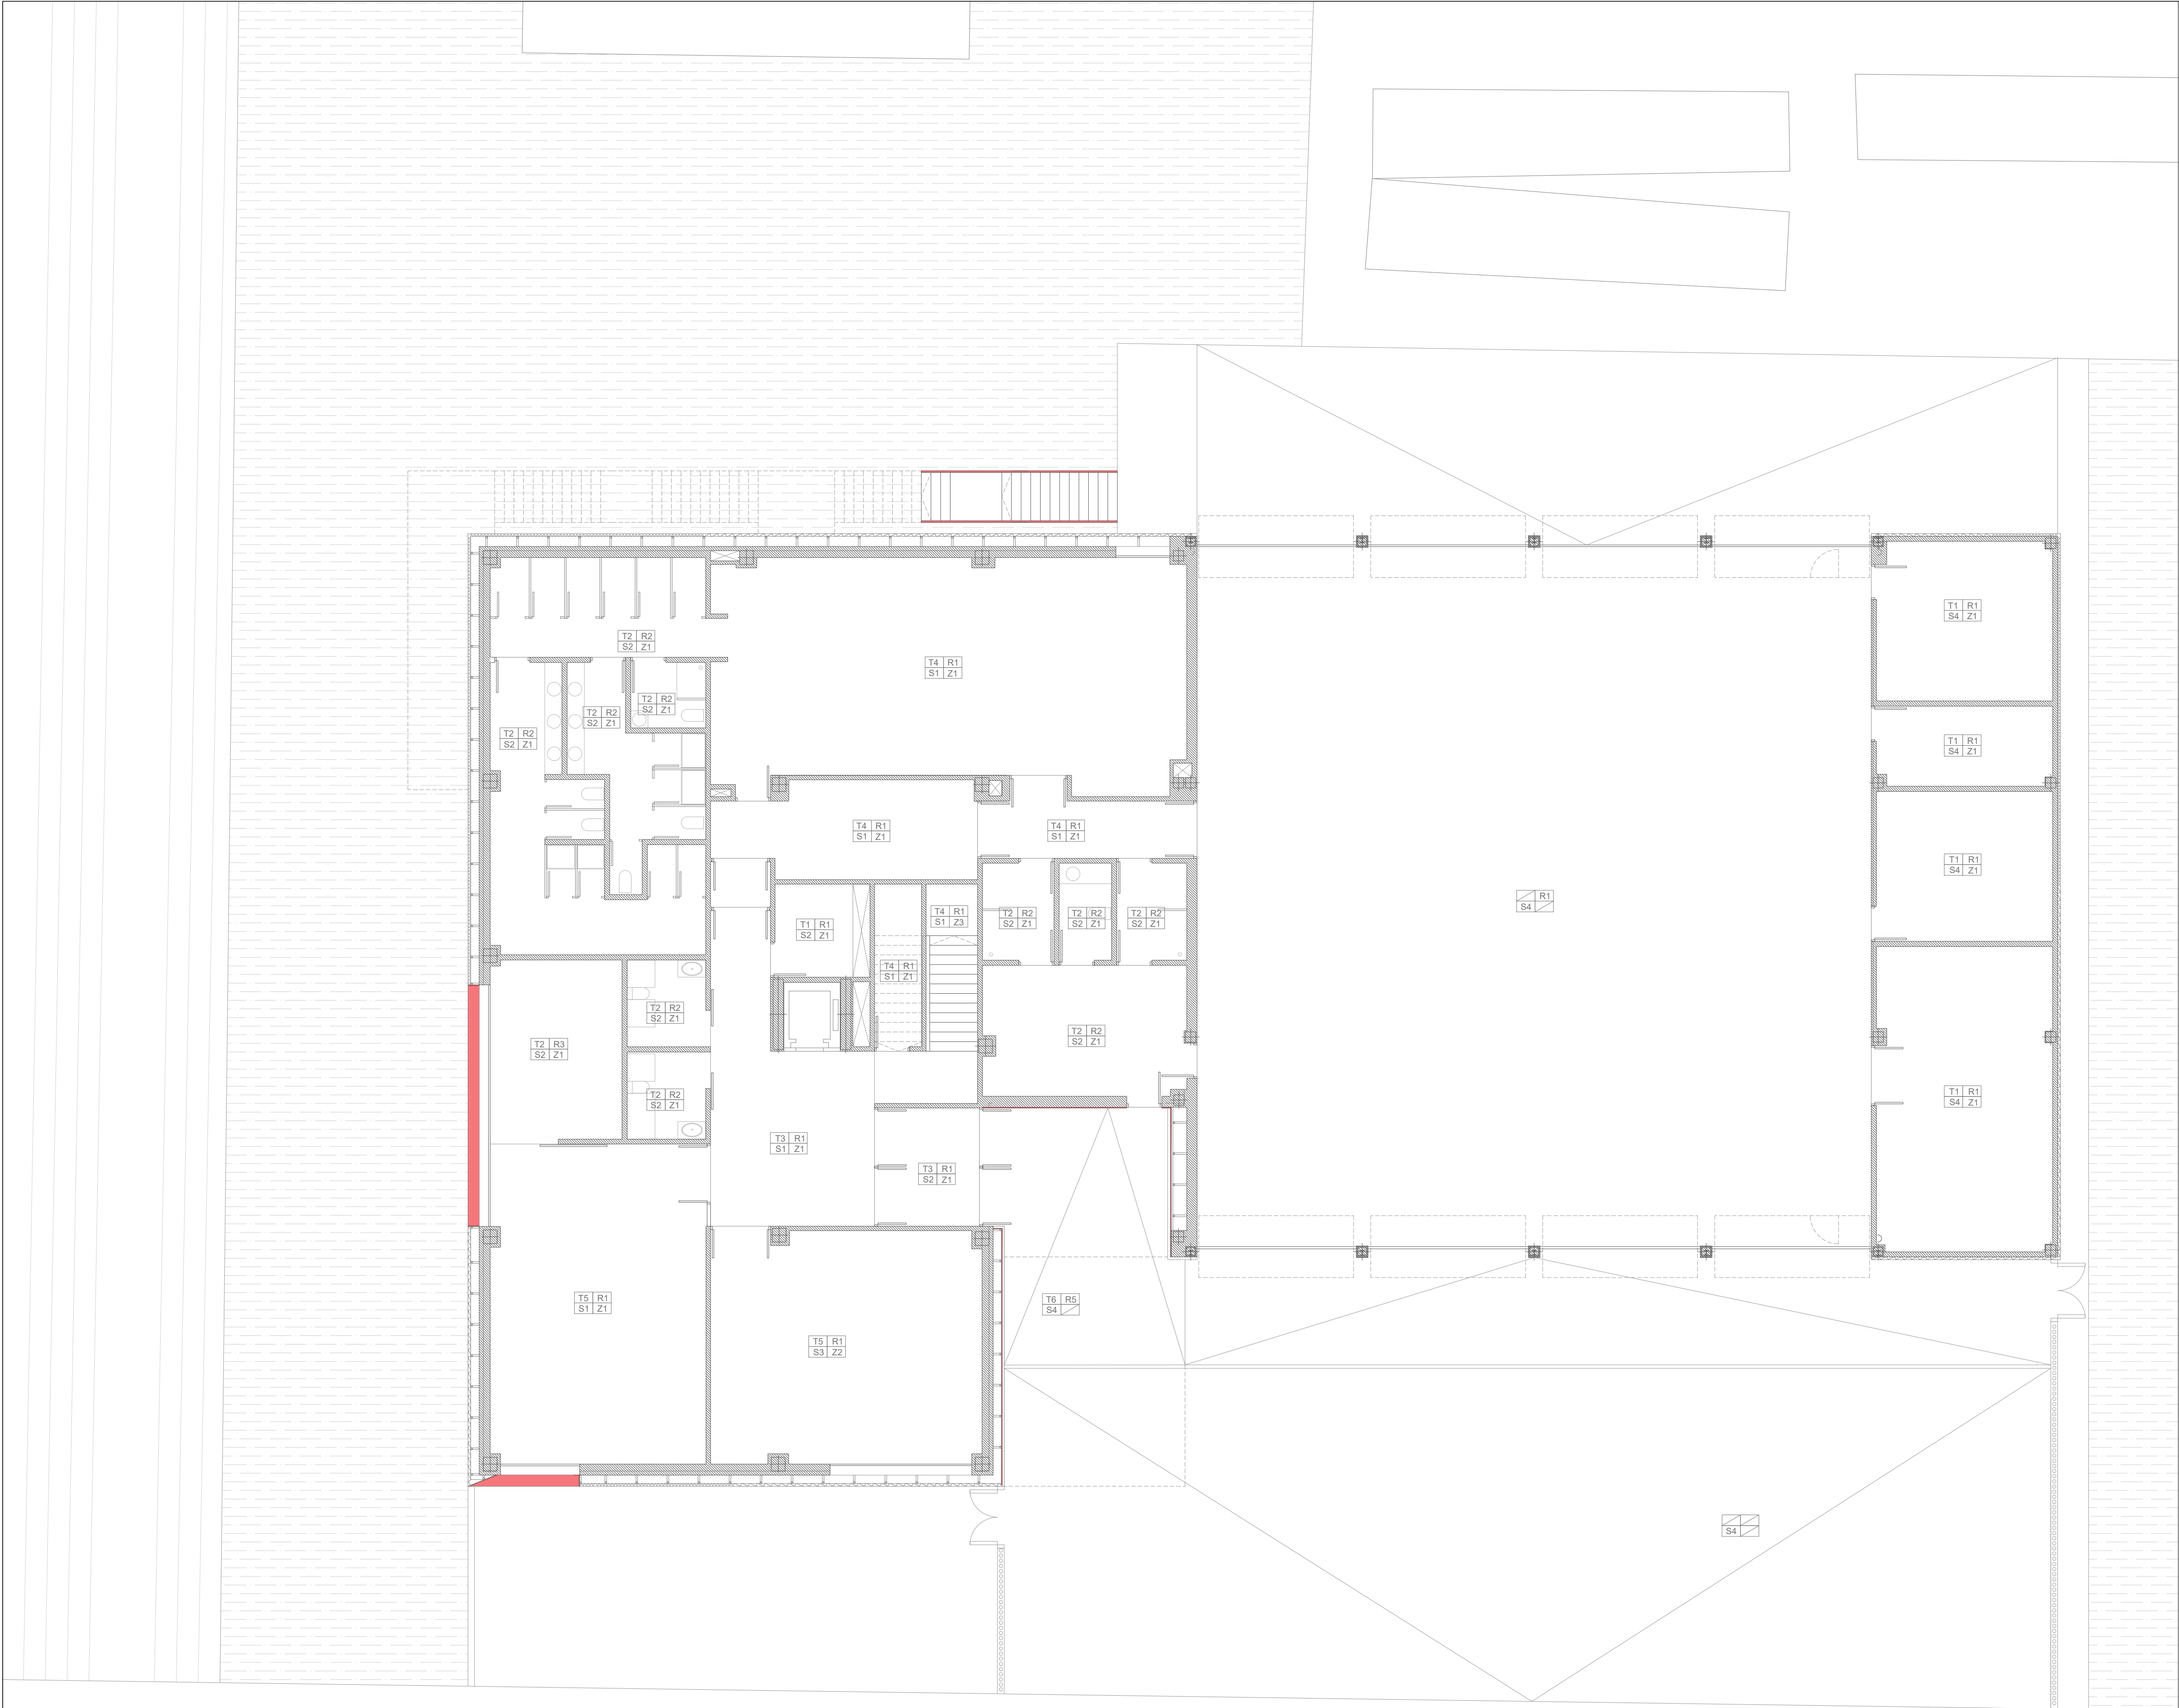 T1 R1
S4 Z1
T2 R2
S2 Z1
T4 R1
S1 Z1
T2 R2
S2 Z1
T2 R2
S2 Z1
T2 R2
S2 Z1
T1 R1
S4 Z1
T4 R1
S1 Z1
T4 R1
S1 Z1
T1 R1
S4 Z1
R1
S4
T1 R1
S2 Z1
T4 R1
S1 Z3
T2 R2
S2 Z1
T2 R2
S2 Z1
T2 R2
S2 Z1
T4 R1
S1 Z1
T2 R2
S2 Z1
T2 R3
S2 Z1
T2 R2
S2 Z1
T2 R2
S2 Z1
T1 R1
S4 Z1
T3 R1
S1 Z1
T3 R1
S2 Z1
T5 R1
S1 Z1
T6 R5
S4
T5 R1
S3 Z2
S4